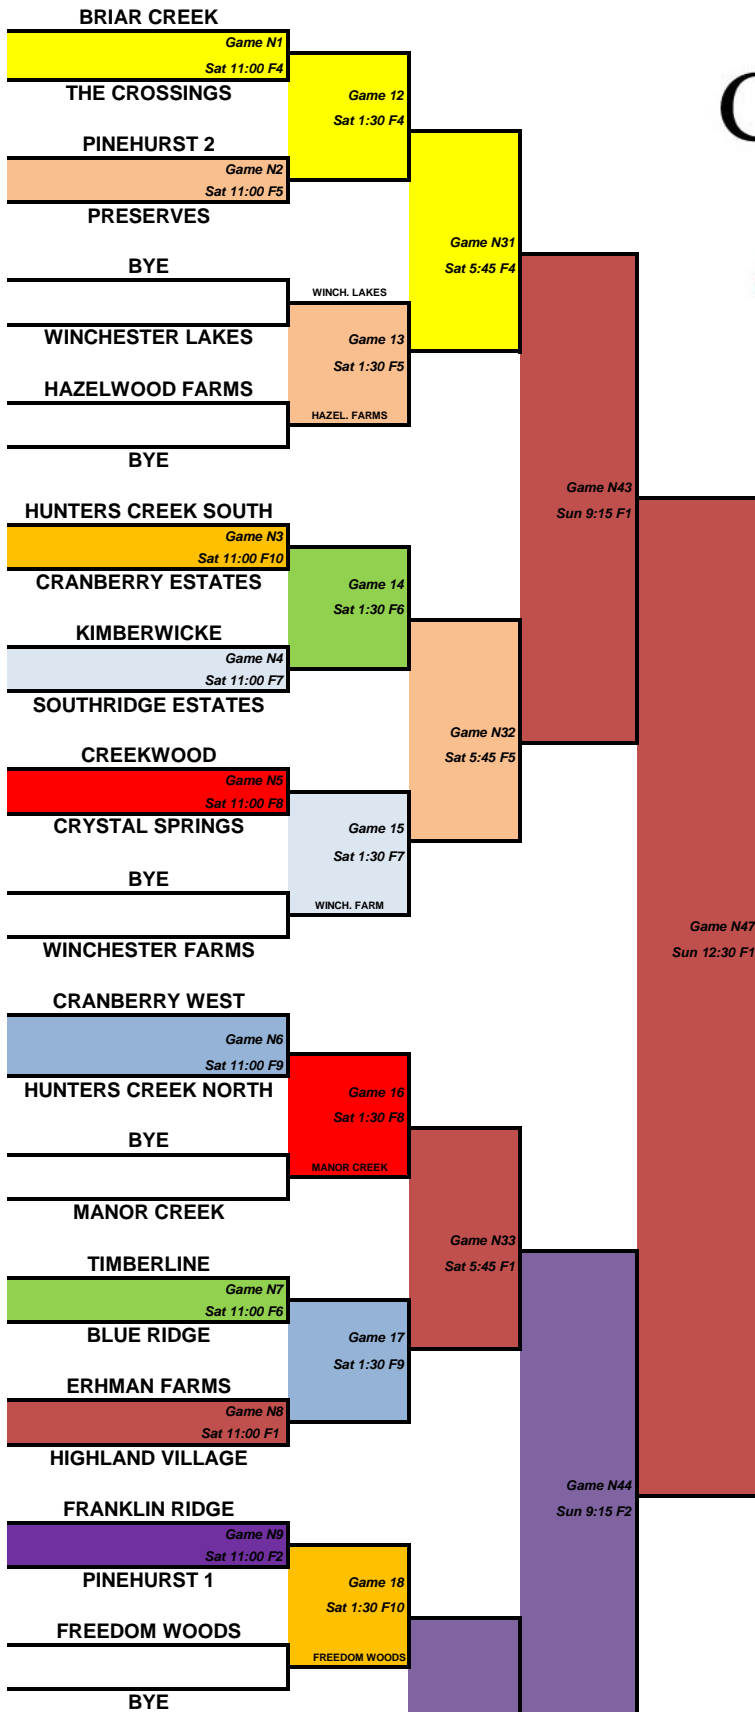 BRIAR CREEK
Game N1
Sat 11:00 F4
THE CROSSINGS
Game 12
Sat 1:30 F4
PINEHURST 2
Game N2
Sat 11:00 F5
PRESERVES
Game N31
Sat 5:45 F4
BYE
WINCH. LAKES
WINCHESTER LAKES
Game 13
Sat 1:30 F5
HAZELWOOD FARMS
HAZEL. FARMS
BYE
Game N43
Sun 9:15 F1
HUNTERS CREEK SOUTH
Game N3
Sat 11:00 F10
CRANBERRY ESTATES
Game 14
Sat 1:30 F6
KIMBERWICKE
Game N4
Sat 11:00 F7
SOUTHRIDGE ESTATES
Game N32
Sat 5:45 F5
CREEKWOOD
Game N5
Sat 11:00 F8
CRYSTAL SPRINGS
Game 15
Sat 1:30 F7
BYE
WINCH. FARM
WINCHESTER FARMS
Game N47
Sun 12:30 F1
CRANBERRY WEST
Game N6
Sat 11:00 F9
HUNTERS CREEK NORTH
Game 16
Sat 1:30 F8
BYE
MANOR CREEK
MANOR CREEK
Game N33
Sat 5:45 F1
TIMBERLINE
Game N7
Sat 11:00 F6
BLUE RIDGE
Game 17
Sat 1:30 F9
ERHMAN FARMS
Game N8
Sat 11:00 F1
HIGHLAND VILLAGE
Game N44
Sun 9:15 F2
FRANKLIN RIDGE
Game N9
Sat 11:00 F2
PINEHURST 1
Game 18
Sat 1:30 F10
FREEDOM WOODS
FREEDOM WOODS
BYE